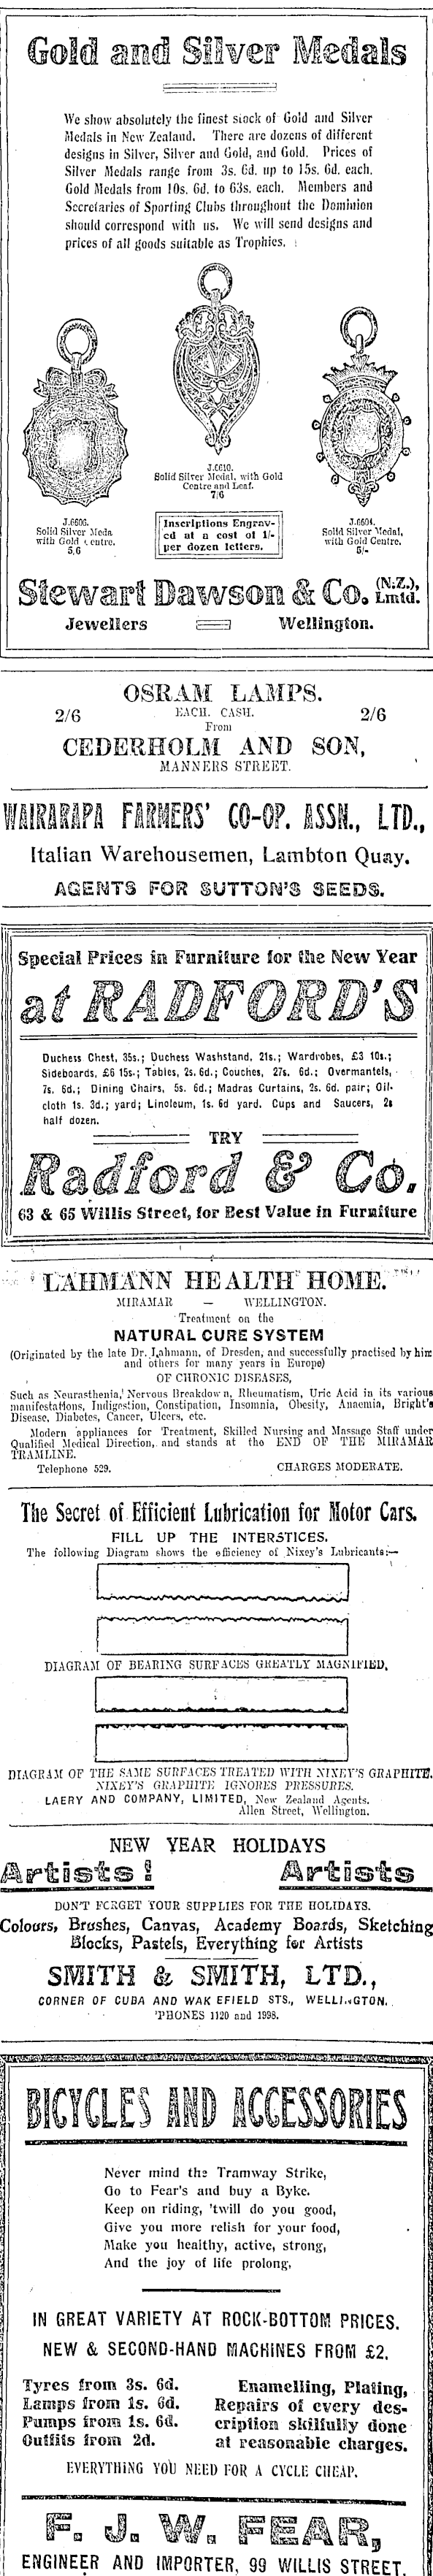 Gold and Silver Medals
We show absolutely the finest stock of Gold and Silver
Medals in New Zealand. There are dozens of different
designs in Silver, Silver and Gold, and Gold. Prices of
Silver Medals range from 3s. 6d. up to 15s. 6d. each.
Gold Medals from 10s. 6d. to 63s. each. Members and
Secretaries of Sporting Clubs throughout the Dominion
should correspond with us. We will send designs and
prices of all goods suitable as Trophies.
J.6610.
Solid Silver Medal, with Gold
Centre and Leaf.
7/6
J.6606.
Solid Silver Meda
with Gold Centre.
5/6
Inscriptions Engrav-
ed at a cost of 1/-
per dozen letters.
J.6604.
Solid Silver Medal,
with Gold Centre.
5/-
Stewart Dawson & Co. (N.Z.), Lmtd.
Jewellers Wellington.
OSRAM LAMPS.
2/6 EACH. CASH. 2/6
From
CEDERHOLM AND SON,
MANNERS STREET.
WAIRARAPA FARMERS' CO-OP. ASSN., LTD.,
Italian Warehousemen, Lambton Quay.
AGENTS FOR SUTTON'S SEEDS.
Special Prices in Furniture for the New Year
at RADFORD'S
Duchess Chest, 35s.; Duchess Washstand, 21s.; Wardrobes, £3 10s.;
Sideboards, £6 15s.; Tables, 2s. 6d.; Couches, 27s. 6d.; Overmantels,
7s. 6d.; Dining Chairs, 5s. 6d.; Madras Curtains, 2s. 6d. pair; Oil-
cloth 1s. 3d.; yard; Linoleum, 1s. 6d yard. Cups and Saucers, 2s
half dozen.
TRY
Radford & Co.
63 & 65 Willis Street, for Best Value in Furniture
LAHMANN HEALTH HOME.
MIRAMAR — WELLINGTON.
Treatment on the
NATURAL CURE SYSTEM
(Originated by the late Dr. Lahmann, of Dresden, and successfully practised by him
and others for many years in Europe)
OF CHRONIC DISEASES,
Such as Neurasthenia, Nervous Breakdown, Rheumatism, Uric Acid in its various
manifestations, Indigestion, Constipation, Insomnia, Obesity, Anaemia, Bright's
Disease, Diabetes, Cancer, Ulcers, etc.
Modern appliances for Treatment, Skilled Nursing and Massage Staff under
Qualified Medical Direction, and stands at the END OF THE MIRAMAR
TRAMLINE.
Telephone 529. CHARGES MODERATE.
The Secret of Efficient Lubrication for Motor Cars.
FILL UP THE INTERSTICES.
The following Diagram shows the efficiency of Nixey's Lubricants:—
DIAGRAM OF BEARING SURFACES GREATLY MAGNIFIED.
DIAGRAM OF THE SAME SURFACES TREATED WITH NIXEY'S GRAPHITE.
NIXEY'S GRAPHITE IGNORES PRESSURES.
LAERY AND COMPANY, LIMITED, New Zealand Agents.
Allen Street, Wellington.
NEW YEAR HOLIDAYS
Artists! Artists
DON'T FORGET YOUR SUPPLIES FOR THE HOLIDAYS.
Colours, Brushes, Canvas, Academy Boards, Sketching
Blocks, Pastels, Everything for Artists
SMITH & SMITH, LTD.,
CORNER OF CUBA AND WAKEFIELD STS., WELLINGTON.
'PHONES 1120 and 1998.
BICYCLES AND ACCESSORIES
Never mind the Tramway Strike,
Go to Fear's and buy a Byke.
Keep on riding, 'twill do you good,
Give you more relish for your food,
Make you healthy, active, strong,
And the joy of life prolong.
IN GREAT VARIETY AT ROCK-BOTTOM PRICES.
NEW & SECOND-HAND MACHINES FROM £2.
Tyres from 3s. 6d.
Lamps from 1s. 6d.
Pumps from 1s. 6d.
Outfits from 2d.
Enamelling, Plating,
Repairs of every des-
cription skilfully done
at reasonable charges.
EVERYTHING YOU NEED FOR A CYCLE CHEAP.
F. J. W. FEAR,
ENGINEER AND IMPORTER, 99 WILLIS STREET.